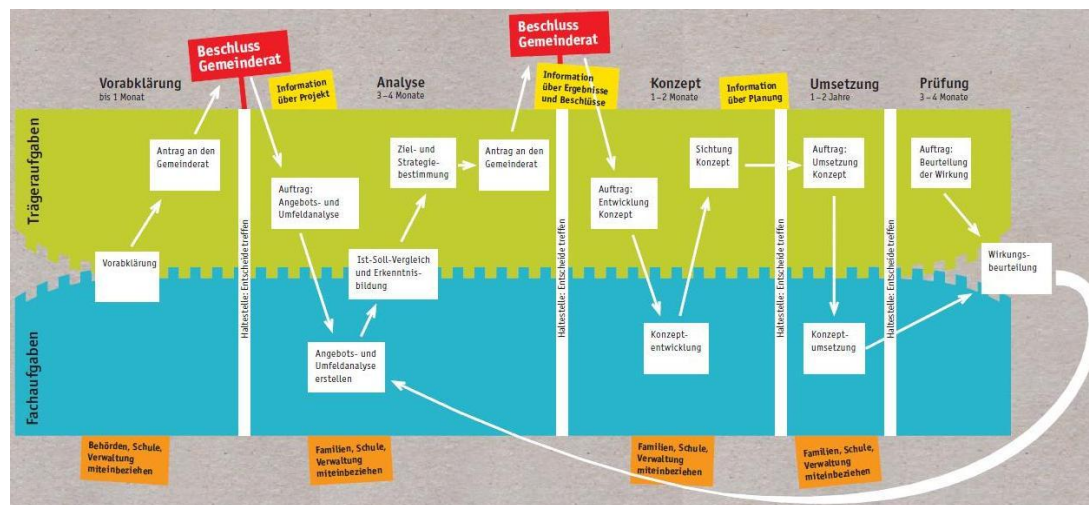 Beschluss
Gemeinderat
Beschluss
Gemeinderat
Vorabklärung
bis 1 Monat
Information
über Projekt
Analyse
3–4 Monate
Information
über Ergebnisse
und Beschlüsse
Konzept
1–2 Monate
Information
über Planung
Umsetzung
1–2 Jahre
Prüfung
3–4 Monate
Trägeraufgaben
Antrag an den
Gemeinderat
Vorabklärung
Haltestelle: Entscheide treffen
Auftrag:
Angebots- und
Umfeldanalyse
Ziel- und
Strategie-
bestimmung
Antrag an den
Gemeinderat
Ist-Soll-Vergleich
und Erkenntnis-
bildung
Haltestelle: Entscheide treffen
Auftrag:
Entwicklung
Konzept
Sichtung
Konzept
Haltestelle: Entscheide treffen
Auftrag:
Umsetzung
Konzept
Haltestelle: Entscheide treffen
Auftrag:
Beurteilung
der Wirkung
Wirkungs-
beurteilung
Fachaufgaben
Angebots- und
Umfeldanalyse
erstellen
Konzept-
entwicklung
Konzept-
umsetzung
Behörden, Schule,
Verwaltung
miteinbeziehen
Familien, Schule,
Verwaltung
miteinbeziehen
Familien, Schule,
Verwaltung
miteinbeziehen
Familien, Schule,
Verwaltung
miteinbeziehen